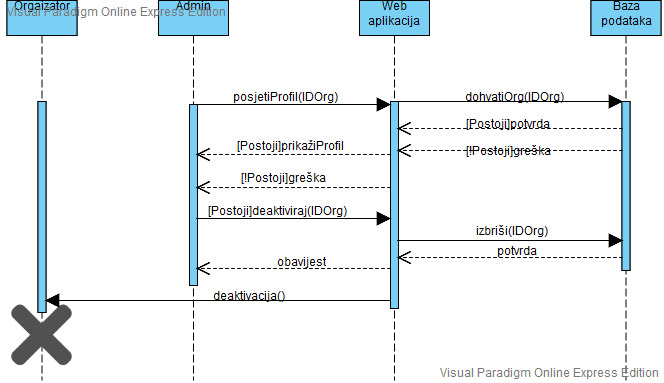 Visual Paradigm Online Express Edition
Orgaizator
Admin
Web
aplikacija
Baza
podataka
posjetiProfil(IDOrg)
dohvatiOrg(IDOrg)
[Postoji]potvrda
[Postoji]prikažiProfil
[!Postoji]greška
[!Postoji]greška
[Postoji]deaktiviraj(IDOrg)
izbriši(IDOrg)
potvrda
obavijest
deaktivacija()
Visual Paradigm Online Express Edition